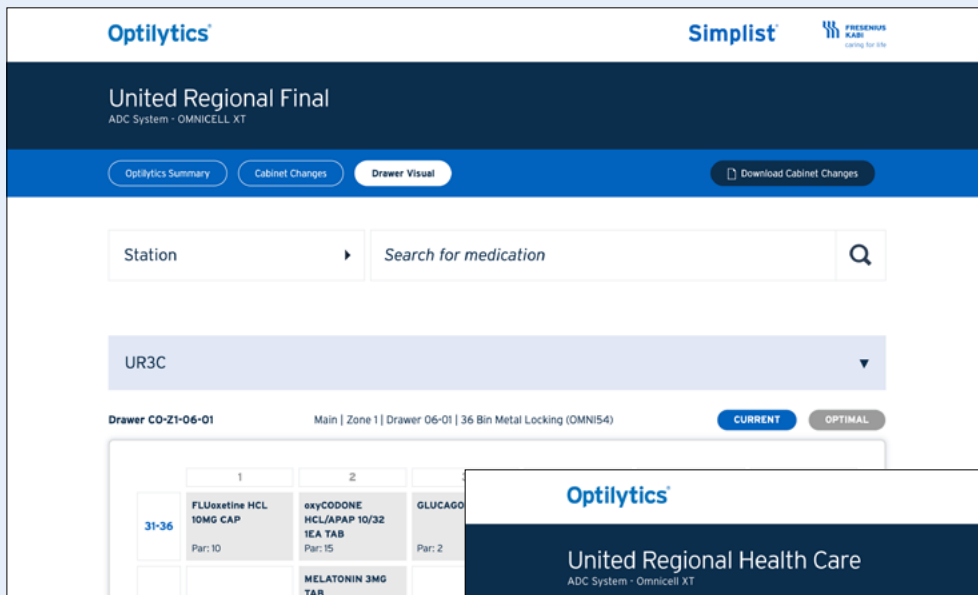 Optilytics®
Simplist®
FRESENIUS
KABI
caring for life
United Regional Final
ADC System - OMNICELL XT
Optilytics Summary
Cabinet Changes
Drawer Visual
Download Cabinet Changes
Station
Search for medication
UR3C
Drawer C0-Z1-06-01
Main | Zone 1 | Drawer 06-01 | 36 Bin Metal Locking (OMNI54)
CURRENT
OPTIMAL
1
2
31-36
FLUoxetine HCL
10MG CAP
Par: 10
oxyCODONE
HCL/APAP 10/32
1EA TAB
Par: 15
GLUCAGO
Par: 2
MELATONIN 3MG
TAB
Optilytics®
United Regional Health Care
ADC System - Omnicell XT